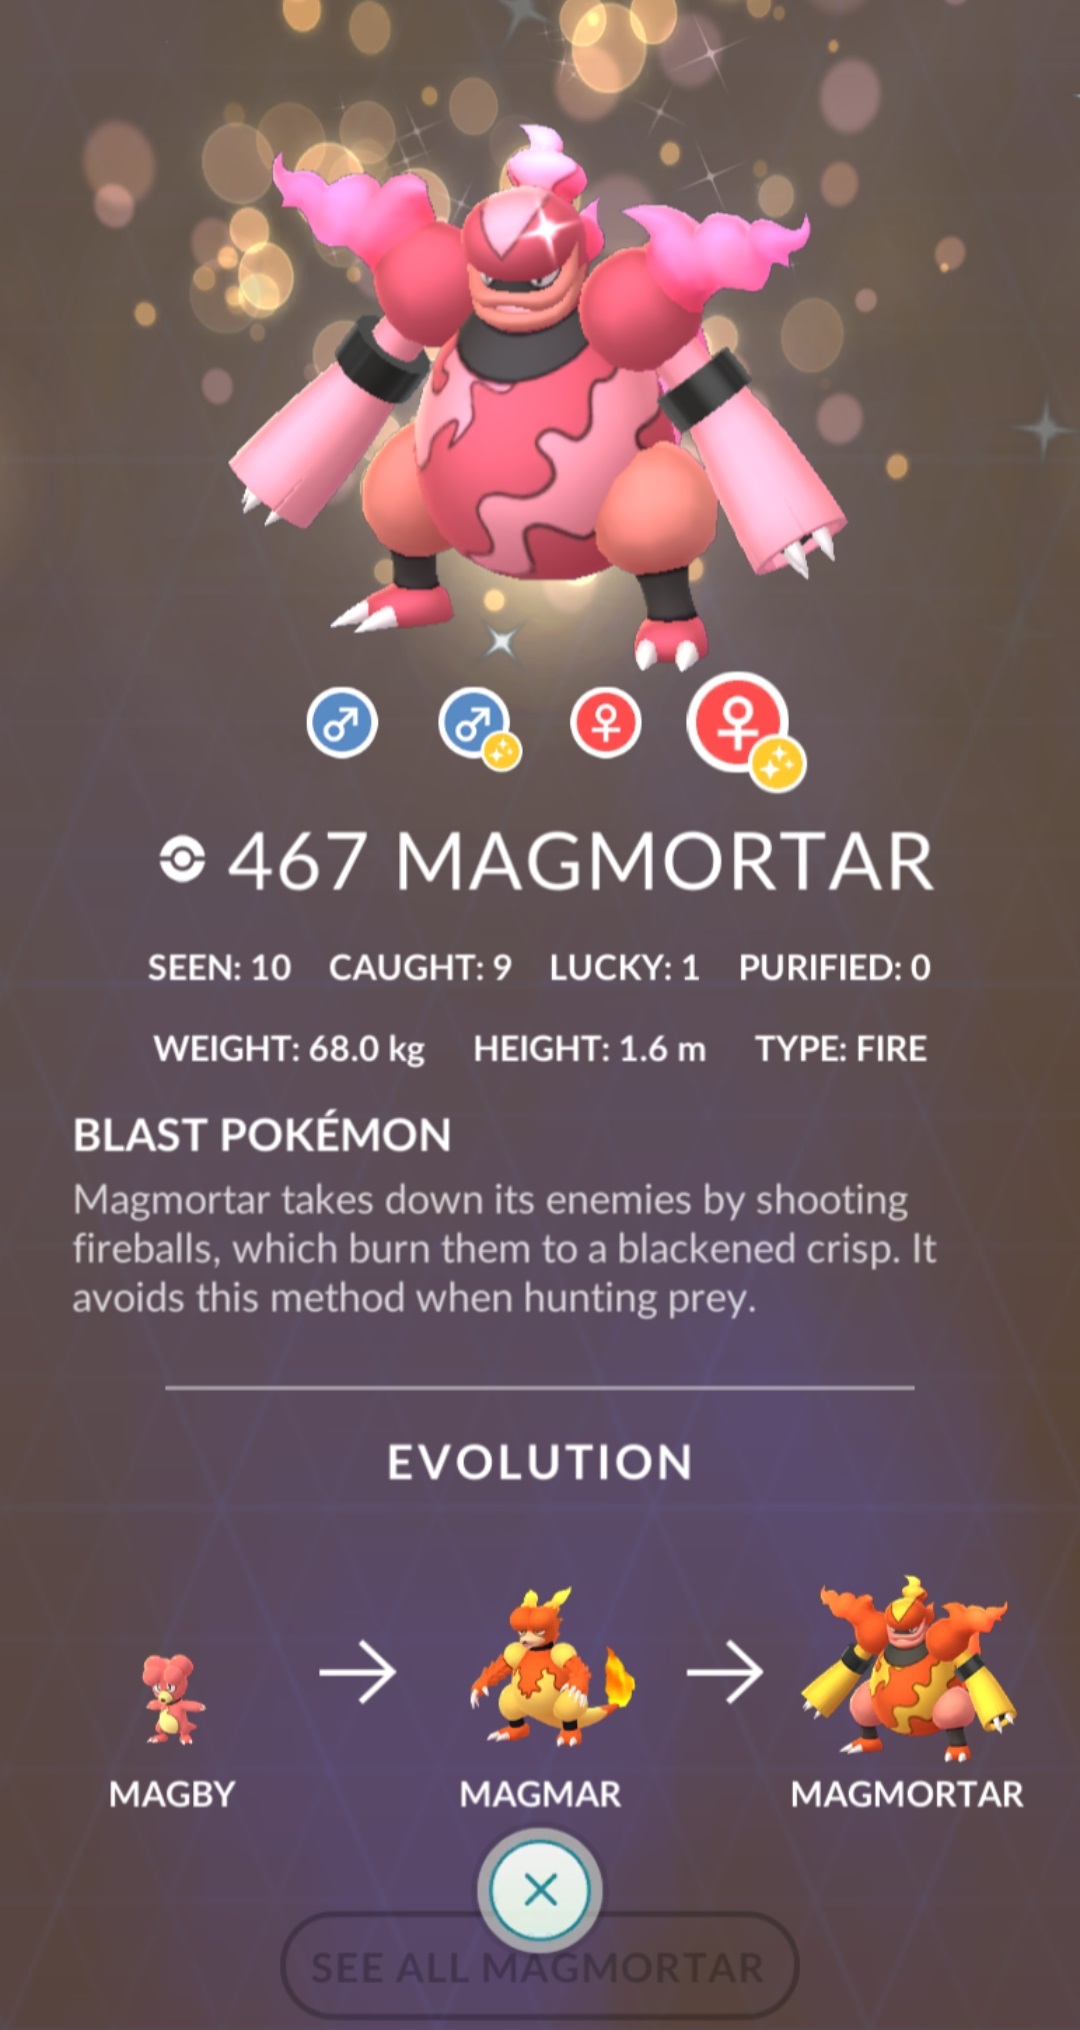 467 MAGMORTAR
SEEN: 10 CAUGHT: 9 LUCKY: 1 PURIFIED: 0
WEIGHT: 68.0 kg HEIGHT: 1.6 m TYPE: FIRE
BLAST POKÉMON
Magmortar takes down its enemies by shooting
fireballs, which burn them to a blackened crisp. It
avoids this method when hunting prey.
EVOLUTION
MAGBY MAGMAR MAGMORTAR
SEE ALL MAGMORTAR